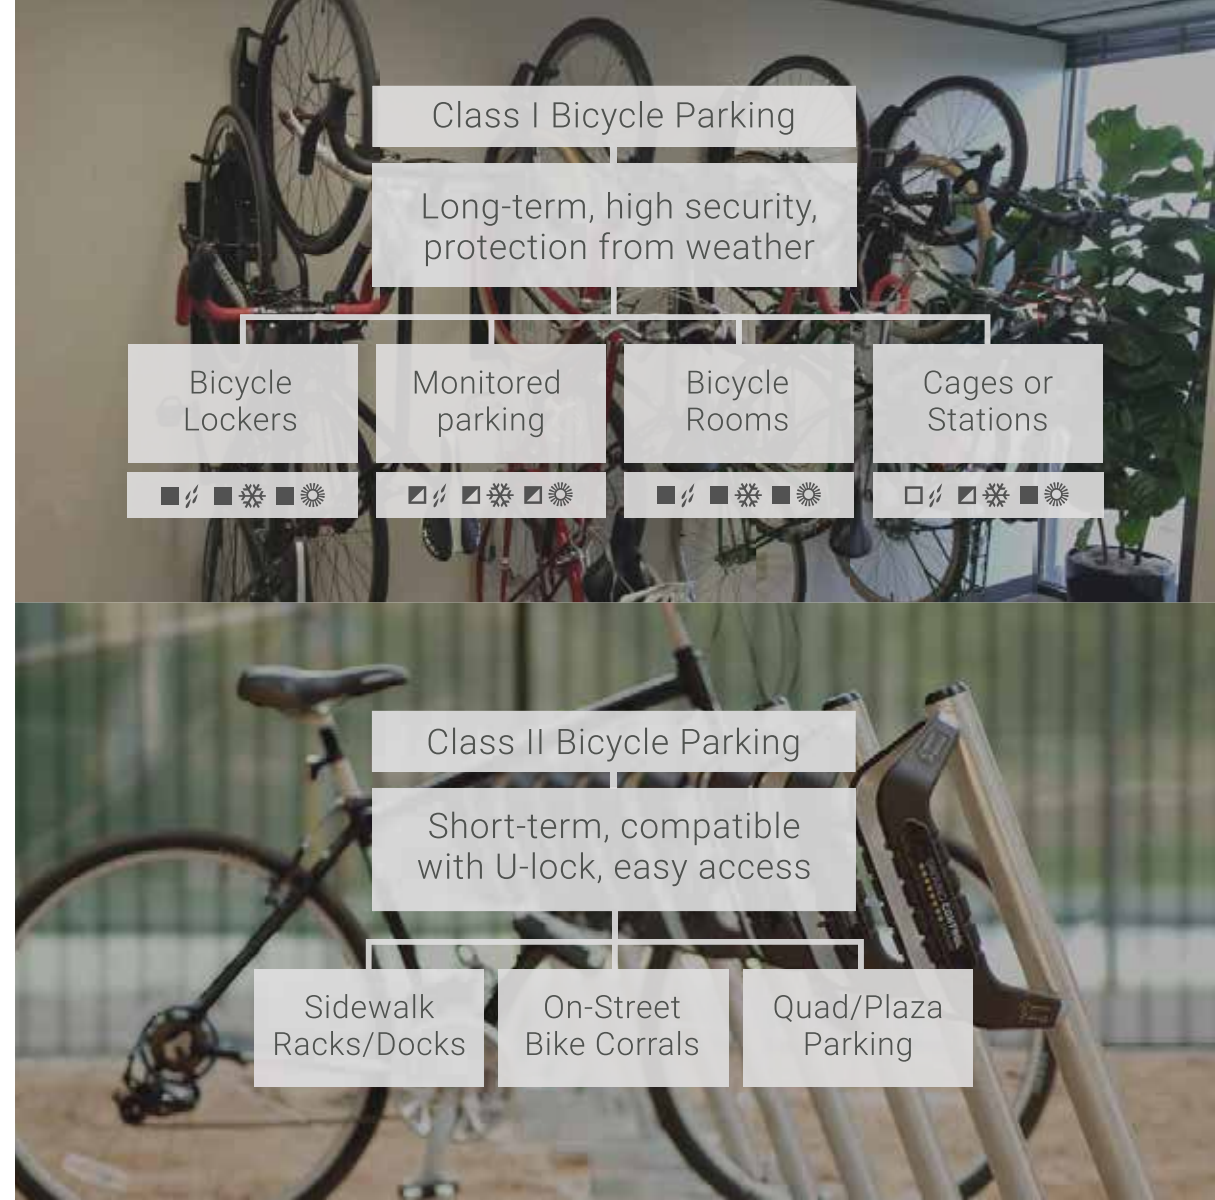 Class I Bicycle Parking
Long-term, high security,
protection from weather
Bicycle
Lockers
Monitored
parking
Bicycle
Rooms
Cages or
Stations
Class II Bicycle Parking
Short-term, compatible
with U-lock, easy access
Sidewalk
Racks/Docks
On-Street
Bike Corrals
Quad/Plaza
Parking